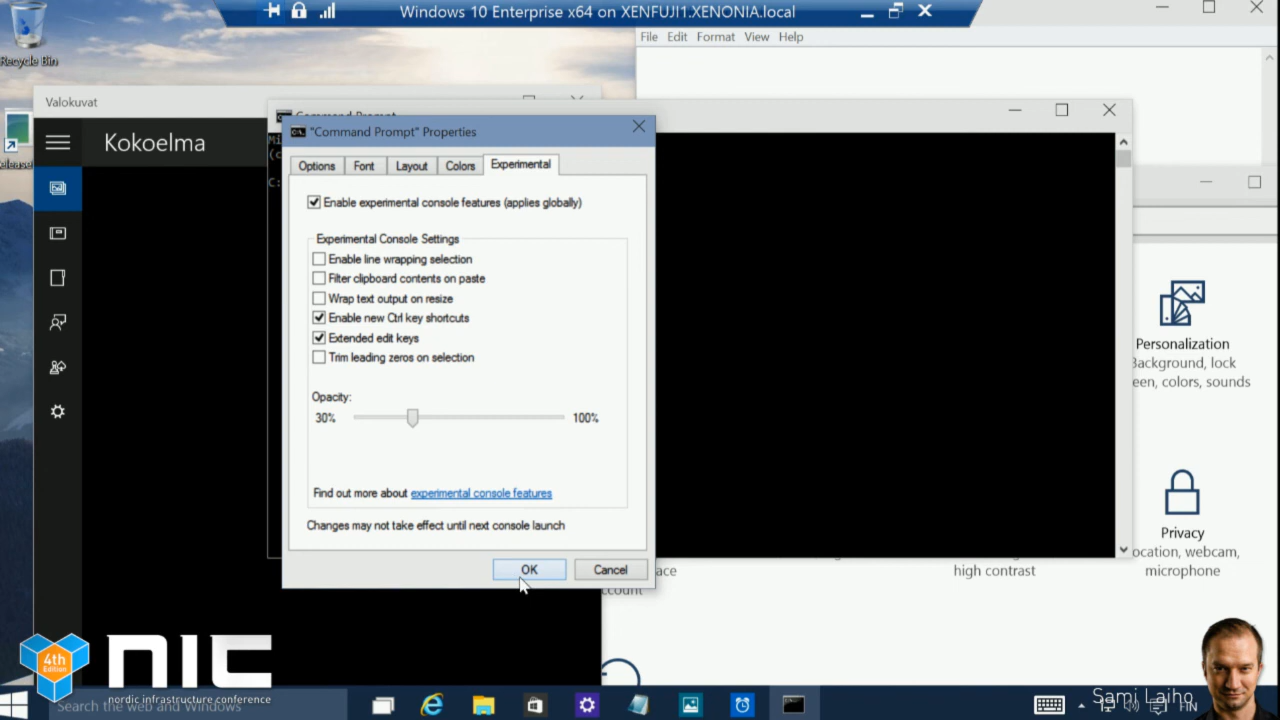 Windows 10 Enterprise x64 on XENFUJI1.XENONIA.local
Recycle Bin
File Edit Format View Help
Valokuvat
Kokoelma
Command Prompt
"Command Prompt" Properties
Options Font Layout Colors Experimental
Enable experimental console features (applies globally)
Experimental Console Settings
Enable line wrapping selection
Filter clipboard contents on paste
Wrap text output on resize
Enable new Ctrl key shortcuts
Extended edit keys
Trim leading zeros on selection
Opacity:
30% 100%
Find out more about experimental console features
Changes may not take effect until next console launch
OK Cancel
Mi
(c
C:
elease
Personalization
Background, lock
een, colors, sounds
Privacy
ocation, webcam,
microphone
ace
ccount
high contrast
4th
Edition
nic
nordic infrastructure conference
Search the web and Windows
Sami Laiho
FIN